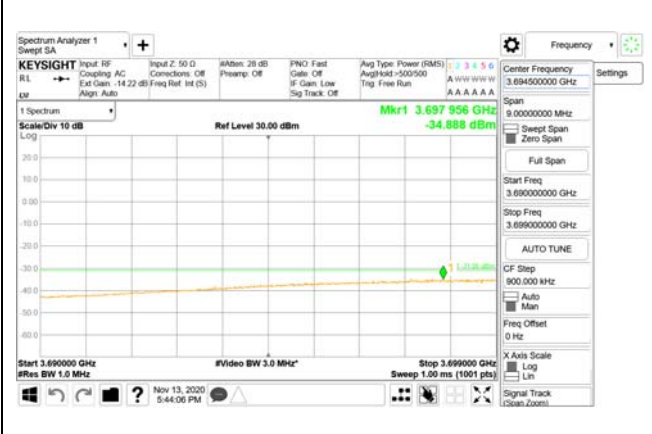 Spectrum Analyzer 1
Swept SA
+
Frequency
KEYSIGHT
RL
Input: RF
Coupling: AC
Ext Gain: -14.22 dB
Align: Auto
Input Z: 50 Ω
Corrections: Off
Freq Ref: Int (S)
#Atten: 28 dB
Preamp: Off
PNO: Fast
Gate: Off
IF Gain: Low
Sig Track: Off
Avg Type: Power (RMS)
Avg|Hold:>500/500
Trig: Free Run
1 2 3 4 5 6
A W W W W W
A A A A A A
1 Spectrum
Scale/Div 10 dB
Ref Level 30.00 dBm
Mkr1 3.697 956 GHz
-34.888 dBm
Log
20.0
10.0
0.00
-10.0
-20.0
-30.0
-40.0
-50.0
-60.0
1
Start 3.690000 GHz
#Res BW 1.0 MHz
#Video BW 3.0 MHz*
Stop 3.699000 GHz
Sweep 1.00 ms (1001 pts)
Nov 13, 2020
5:44:06 PM
Center Frequency
3.694500000 GHz
Settings
Span
9.00000000 MHz
Swept Span
Zero Span
Full Span
Start Freq
3.690000000 GHz
Stop Freq
3.699000000 GHz
AUTO TUNE
CF Step
900.000 kHz
Auto
Man
Freq Offset
0 Hz
X Axis Scale
Log
Lin
Signal Track
(Span Zoom)